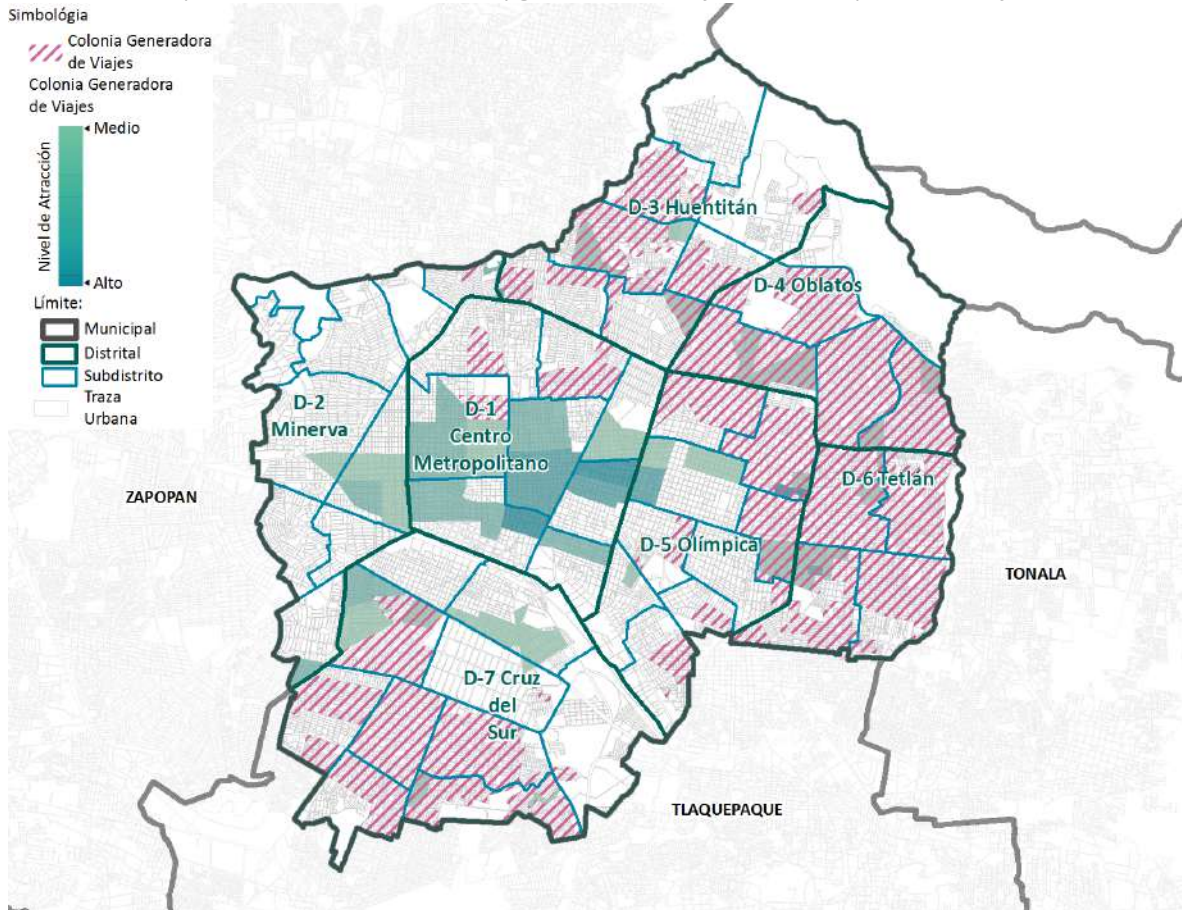 Simbológia
Colonia Generadora
de Viajes
Colonia Generadora
de Viajes
Nivel de Atracción
Medio
Alto
Límite:
Municipal
Distrital
Subdistrito
Traza
Urbana
D-3 Huentitán
D-4 Oblatos
D-2
Minerva
D-1
Centro
Metropolitano
ZAPOPAN
D-6 Tetlán
D-5 Olímpica
TONALA
D-7 Cruz
del
Sur
TLAQUEPAQUE